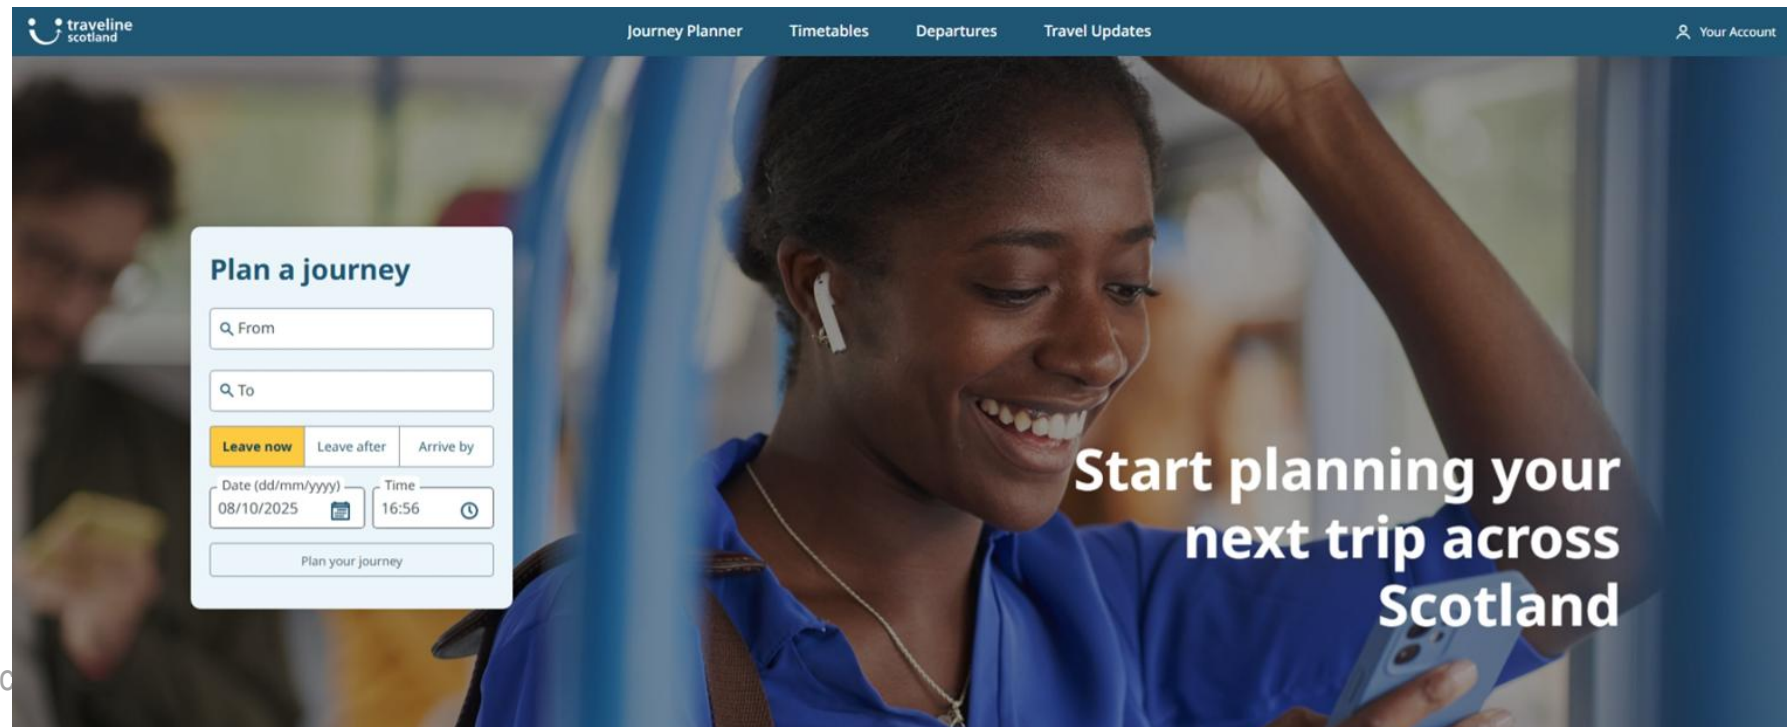 traveline
scotland
Journey Planner
Timetables
Departures
Travel Updates
Your Account
Plan a journey
From
To
Leave now
Leave after
Arrive by
Date (dd/mm/yyyy)
Time
08/10/2025
16:56
Plan your journey
Start planning your
next trip across
Scotland